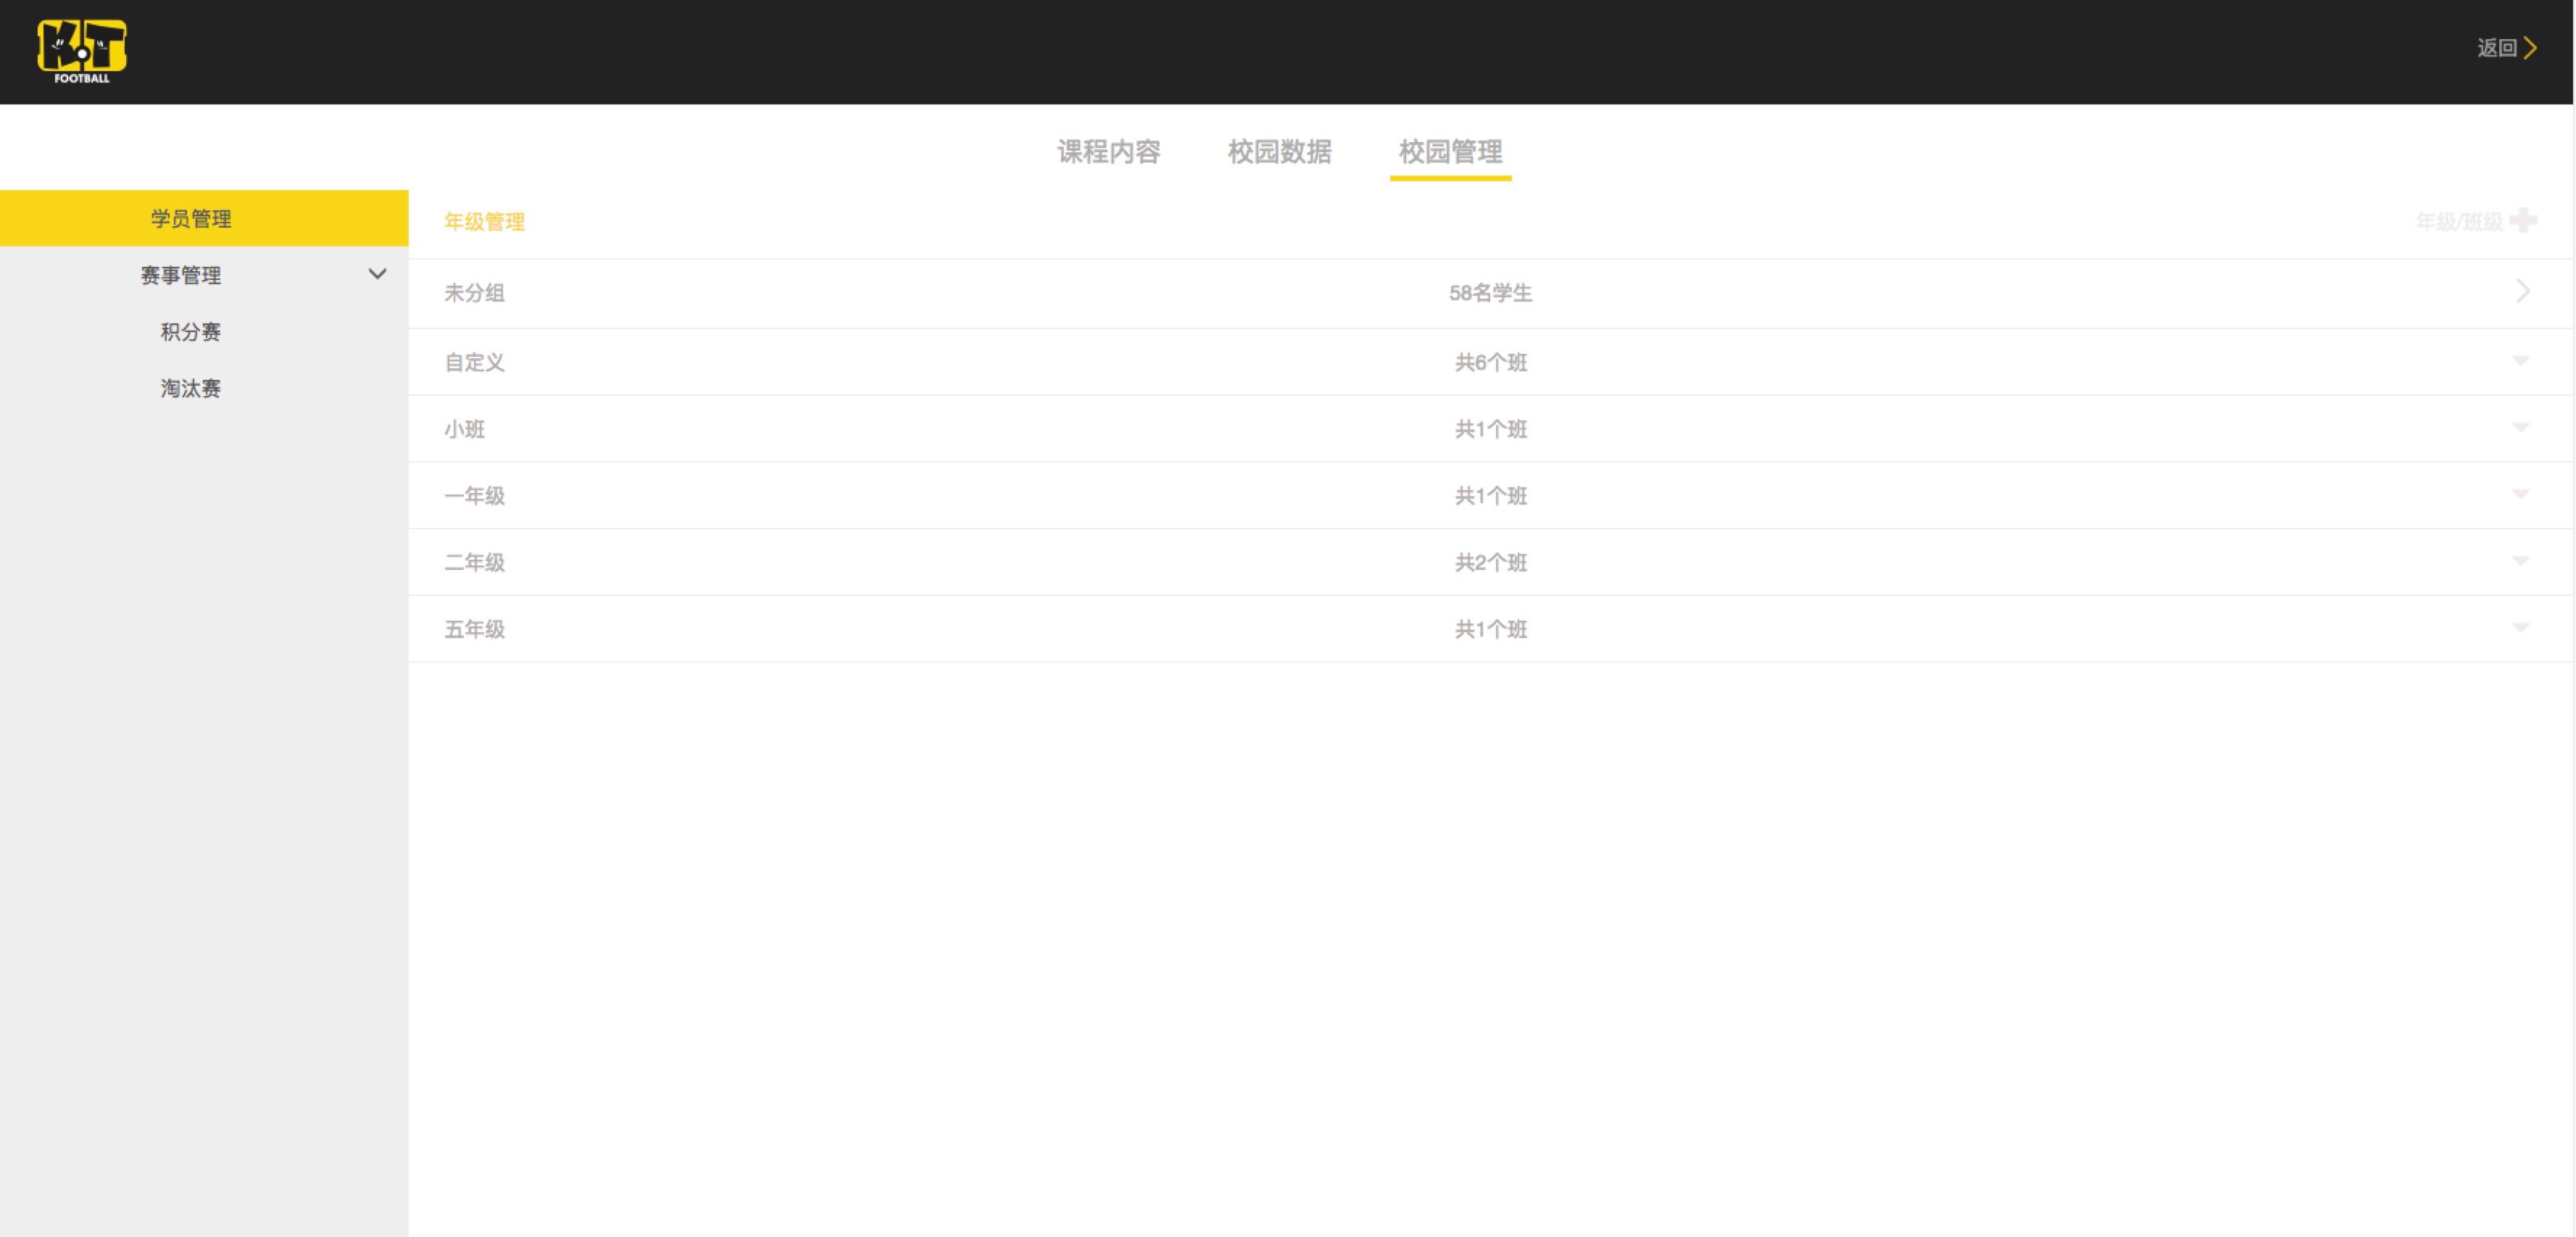 KT
FOOTBALL
返回
课程内容 校园数据 校园管理
学员管理
赛事管理
积分赛
淘汰赛
年级管理 年级/班级
未分组 58名学生
自定义 共6个班
小班 共1个班
一年级 共1个班
二年级 共2个班
五年级 共1个班